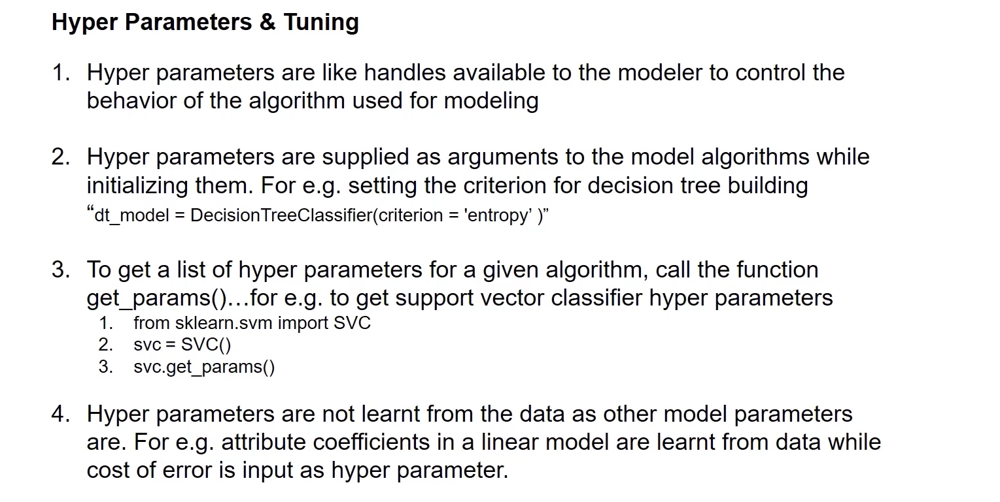 Hyper Parameters & Tuning
1. Hyper parameters are like handles available to the modeler to control the
behavior of the algorithm used for modeling
2. Hyper parameters are supplied as arguments to the model algorithms while
initializing them. For e.g. setting the criterion for decision tree building
“dt_model = DecisionTreeClassifier(criterion = 'entropy’ )”
3. To get a list of hyper parameters for a given algorithm, call the function
get_params()…for e.g. to get support vector classifier hyper parameters
1. from sklearn.svm import SVC
2. svc = SVC()
3. svc.get_params()
4. Hyper parameters are not learnt from the data as other model parameters
are. For e.g. attribute coefficients in a linear model are learnt from data while
cost of error is input as hyper parameter.